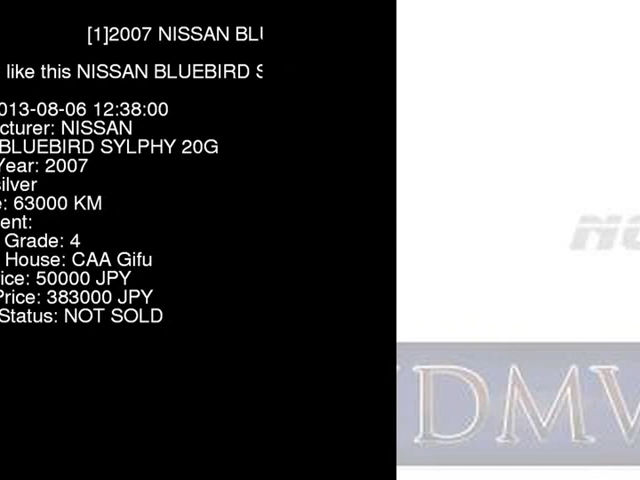 [1]2007 NISSAN BLU
like this NISSAN BLUEBIRD S
013-08-06 12:38:00
cturer: NISSAN
BLUEBIRD SYLPHY 20G
Year: 2007
silver
e: 63000 KM
ent:
Grade: 4
House: CAA Gifu
ice: 50000 JPY
Price: 383000 JPY
Status: NOT SOLD
NO
DMV